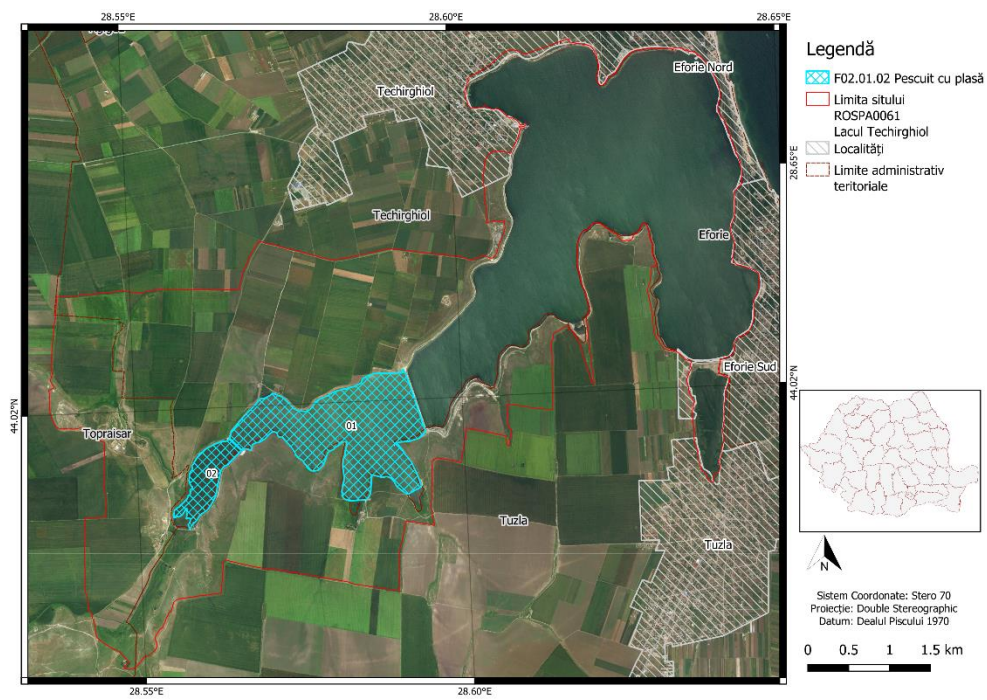 28.55°E
28.60°E
28.65°E
Eforie Nord
Techirghiol
28.65°E
Techirghiol
Eforie
Eforie Sud
44.02°N
44.02°N
01
Topraisar
02
Tuzla
Tuzla
28.55°E
28.60°E
Legendă
F02.01.02 Pescuit cu plasă
Limita sitului
ROSPA0061
Lacul Techirghiol
Localități
Limite administrativ
teritoriale
N
Sistem Coordonate: Stero 70
Proiecție: Double Stereographic
Datum: Dealul Piscului 1970
0 0.5 1 1.5 km